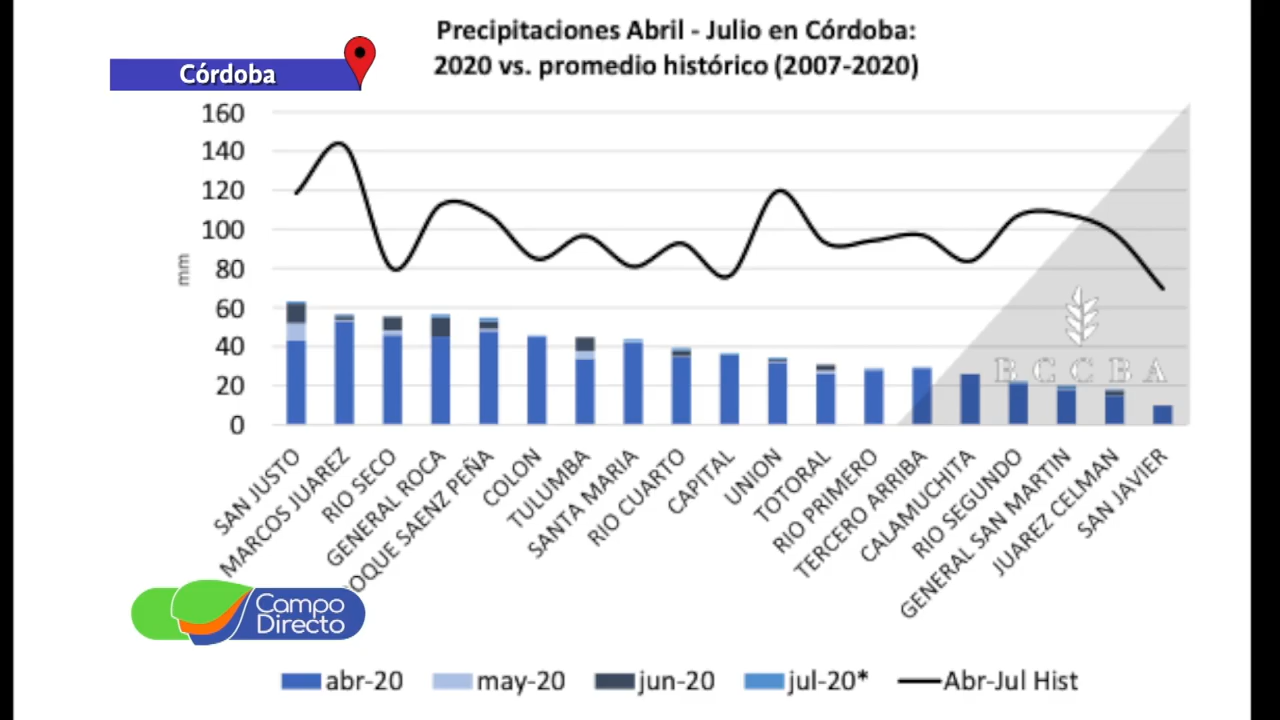 Precipitaciones Abril - Julio en Córdoba:
2020 vs. promedio histórico (2007-2020)
Córdoba
160
140
120
100
80
60
40
20
0
mm
BCCBA
SAN JUSTO
MARCOS JUAREZ
RIO SECO
GENERAL ROCA
ROQUE SAENZ PEÑA
COLON
TULUMBA
SANTA MARIA
RIO CUARTO
CAPITAL
UNION
TOTORAL
RIO PRIMERO
TERCERO ARRIBA
CALAMUCHITA
RIO SEGUNDO
GENERAL SAN MARTIN
JUAREZ CELMAN
SAN JAVIER
Campo
Directo
abr-20
may-20
jun-20
jul-20*
Abr-Jul Hist